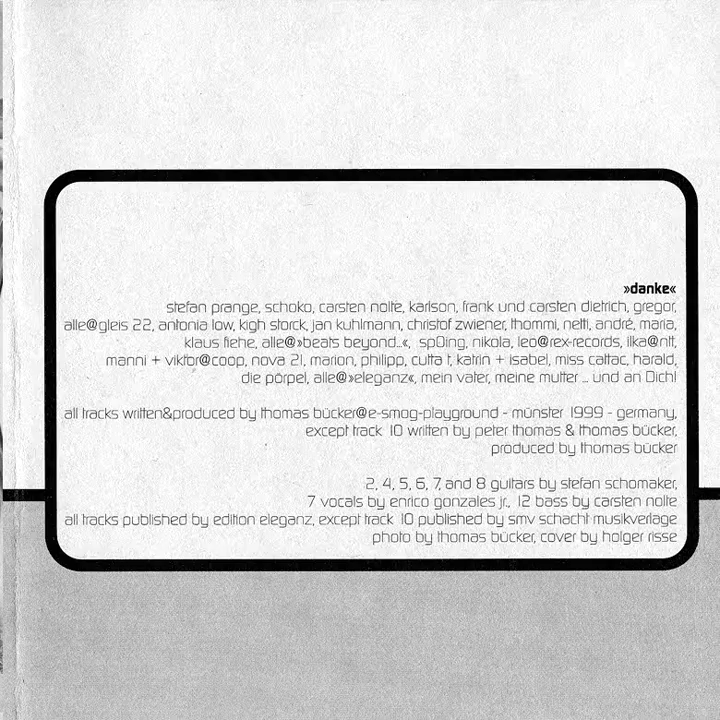 »danke«
stefan prange, schoko, carsten nolte, karlson, frank und carsten dietrich, gregor,
alle@gleis 22, antonia low, kigh storck, jan kuhlmann, christof zwiener, thommi, netti, andré, maria,
klaus fiehe, alle@»beats beyond...«, sp0ing, nikola, leo@rex-records, ilka@ntt,
manni + viktor@coop, nova 21, marion, philipp, cutta t, katrin + isabel, miss cattac, harald,
die pörpel, alle@»eleganz«, mein vater, meine mutter ... und an Dich!
all tracks written&produced by thomas bücker@e-smog-playground - münster 1999 - germany,
except track 10 written by peter thomas & thomas bücker,
produced by thomas bücker
2, 4, 5, 6, 7, and 8 guitars by stefan schomaker,
7 vocals by enrico gonzales jr., 12 bass by carsten nolte
all tracks published by edition eleganz, except track 10 published by smv schacht musikverlage
photo by thomas bücker, cover by holger risse